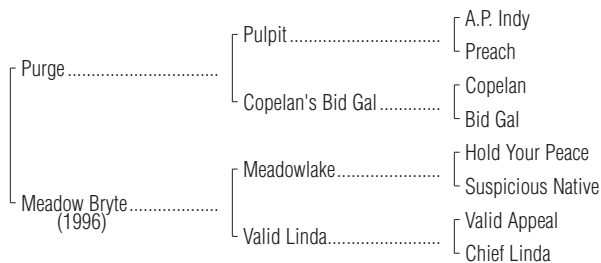 A.P. Indy
Pulpit................................
Preach
Purge................................
Copelan
Copelan's Bid Gal.............
Bid Gal
Hold Your Peace
Meadowlake......................
Suspicious Native
Meadow Bryte...................
(1996)
Valid Appeal
Valid Linda........................
Chief Linda